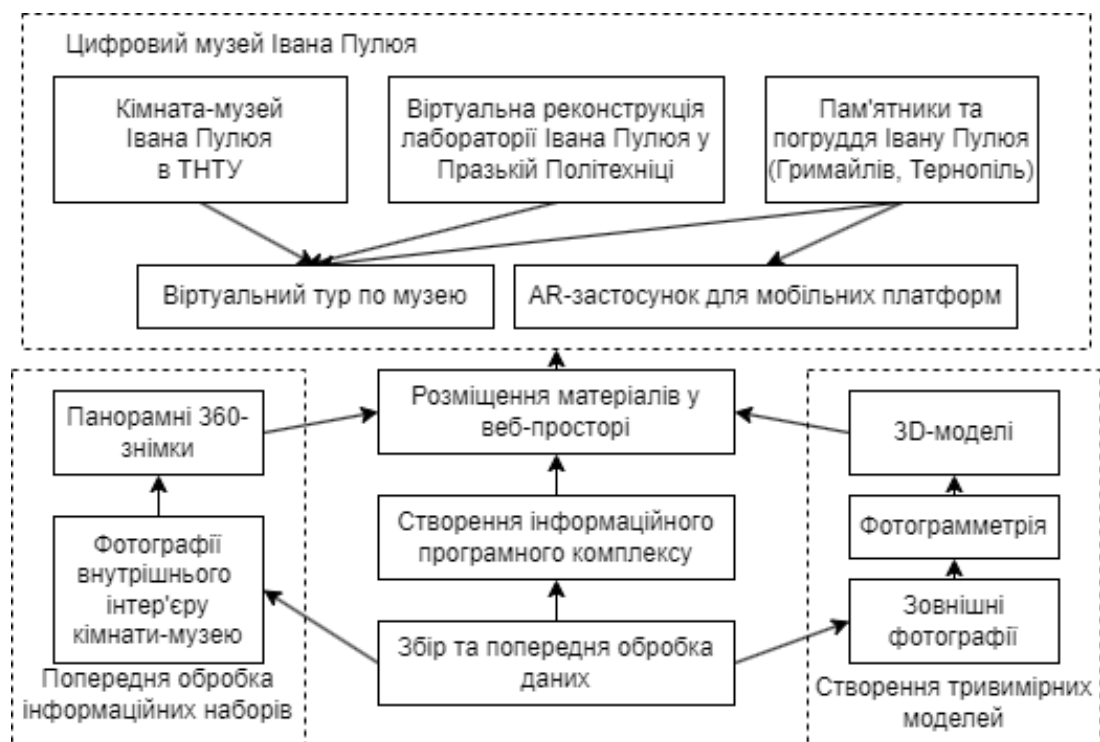 Цифровий музей Івана Пулюя
Кімната-музей
Івана Пулюя
в ТНТУ
Віртуальна реконструкція
лабораторії Івана Пулюя у
Празькій Політехніці
Пам'ятники та
погруддя Івану Пулюя
(Гримайлів, Тернопіль)
Віртуальний тур по музею
AR-застосунок для мобільних платформ
Панорамні 360-
знімки
Розміщення матеріалів у
веб-просторі
3D-моделі
Фотографії
внутрішнього
інтер'єру
кімнати-музею
Створення інформаційного
програмного комплексу
Фотограмметрія
Збір та попередня обробка
даних
Зовнішні
фотографії
Попередня обробка
інформаційних наборів
Створення тривимірних
моделей